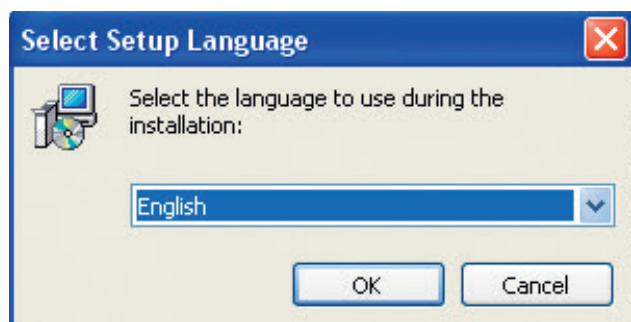 Select Setup Language
Select the language to use during the
installation:
English
OK
Cancel